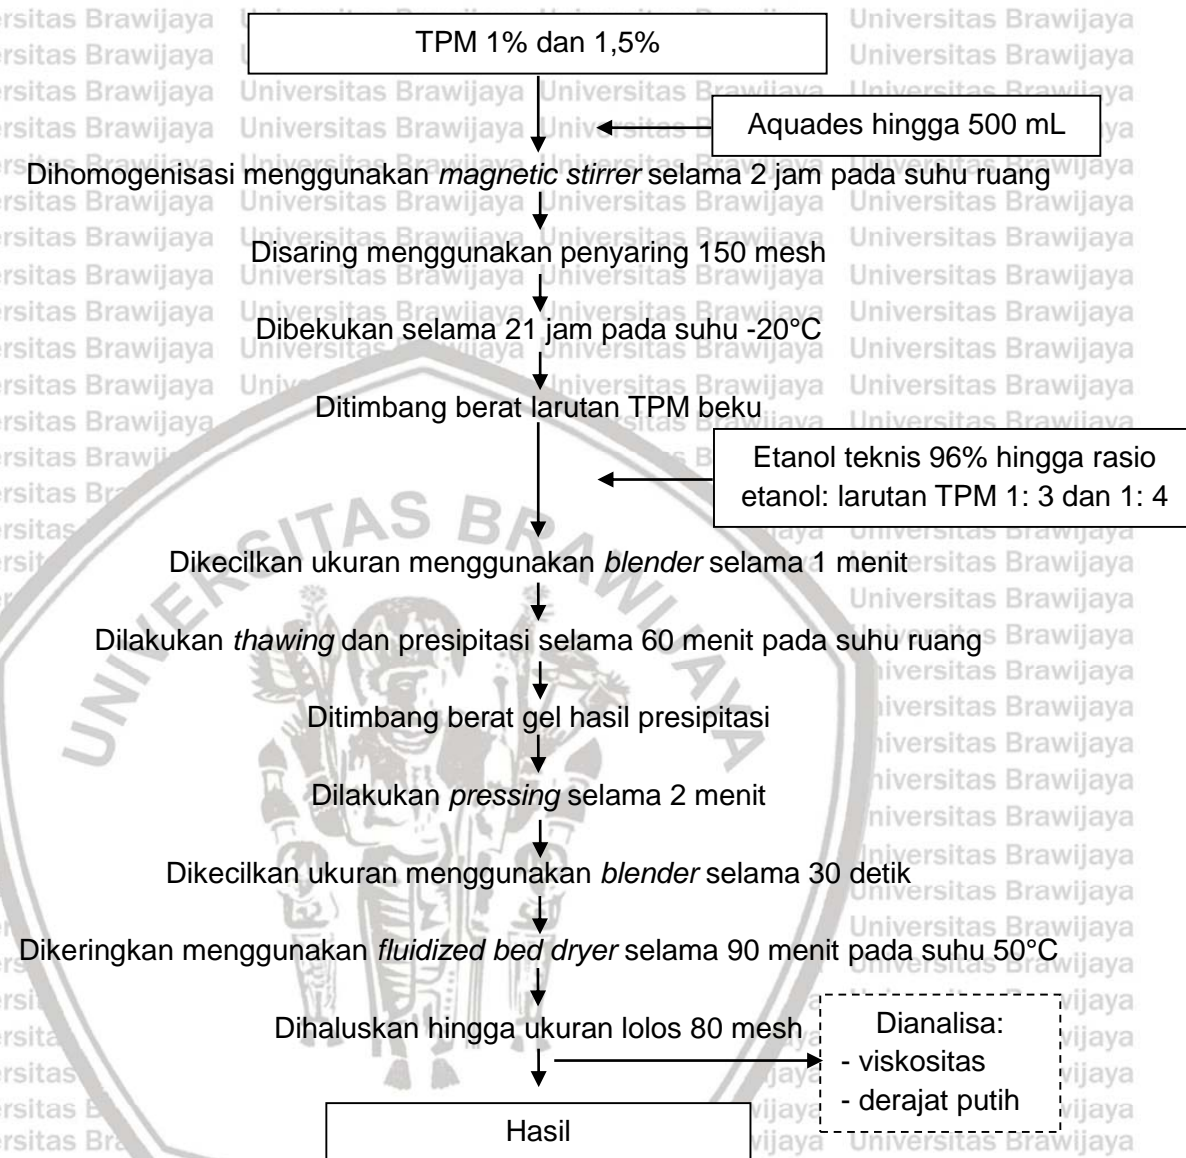 TPM 1% dan 1,5%
Aquades hingga 500 mL
Dihomogenisasi menggunakan magnetic stirrer selama 2 jam pada suhu ruang
Disaring menggunakan penyaring 150 mesh
Dibekukan selama 21 jam pada suhu -20°C
Ditimbang berat larutan TPM beku
Etanol teknis 96% hingga rasio
etanol: larutan TPM 1: 3 dan 1: 4
Dikecilkan ukuran menggunakan blender selama 1 menit
Dilakukan thawing dan presipitasi selama 60 menit pada suhu ruang
Ditimbang berat gel hasil presipitasi
Dilakukan pressing selama 2 menit
Dikecilkan ukuran menggunakan blender selama 30 detik
Dikeringkan menggunakan fluidized bed dryer selama 90 menit pada suhu 50°C
Dihaluskan hingga ukuran lolos 80 mesh
Dianalisa:
- viskositas
- derajat putih
Hasil
UNIVERSITAS BRAWIJAYA